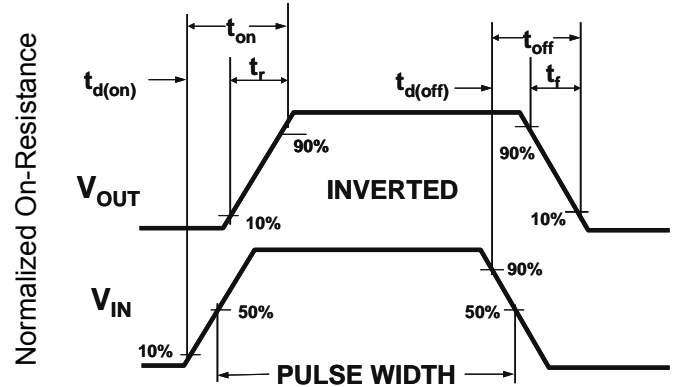 Normalized On-Resistance
t_on
t_off
t_d(on)
t_r
t_d(off)
t_f
90%
90%
V_OUT
INVERTED
10%
10%
90%
V_IN
50%
50%
10%
PULSE WIDTH